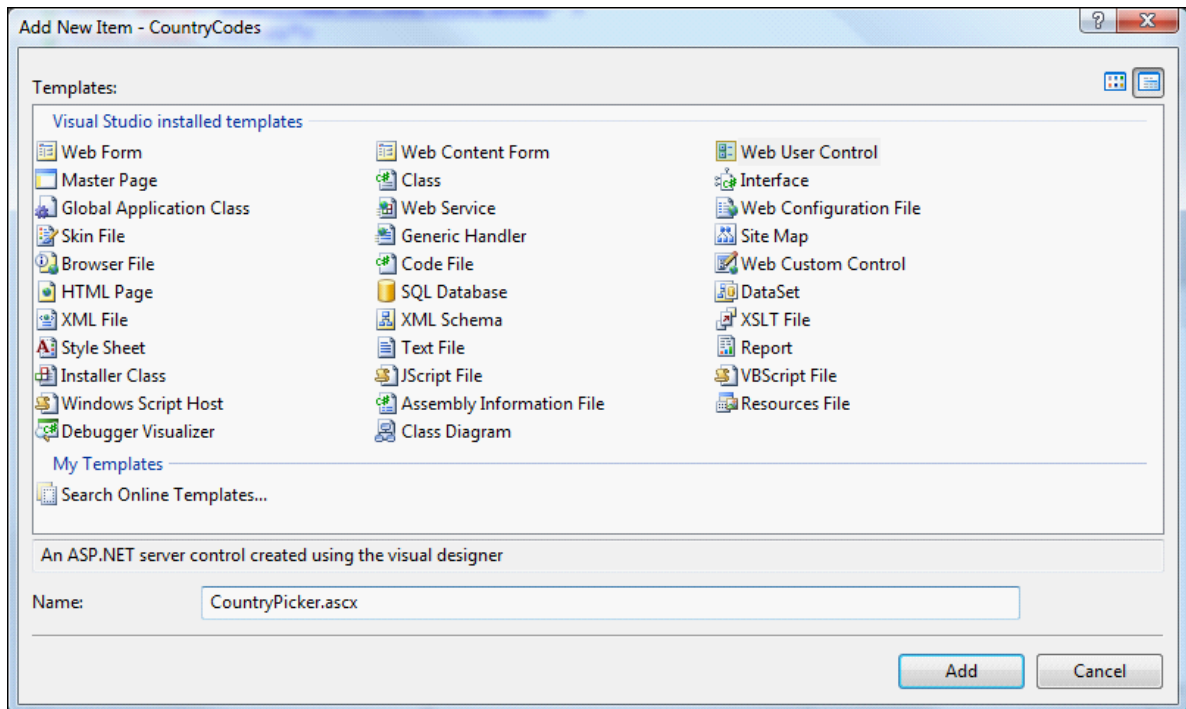 Add New Item - CountryCodes
Templates:
Visual Studio installed templates
Web Form Web Content Form Web User Control
Master Page Class Interface
Global Application Class Web Service Web Configuration File
Skin File Generic Handler Site Map
Browser File Code File Web Custom Control
HTML Page SQL Database DataSet
XML File XML Schema XSLT File
Style Sheet Text File Report
Installer Class JScript File VBScript File
Windows Script Host Assembly Information File Resources File
Debugger Visualizer Class Diagram
My Templates
Search Online Templates...
An ASP.NET server control created using the visual designer
Name: CountryPicker.ascx
Add Cancel